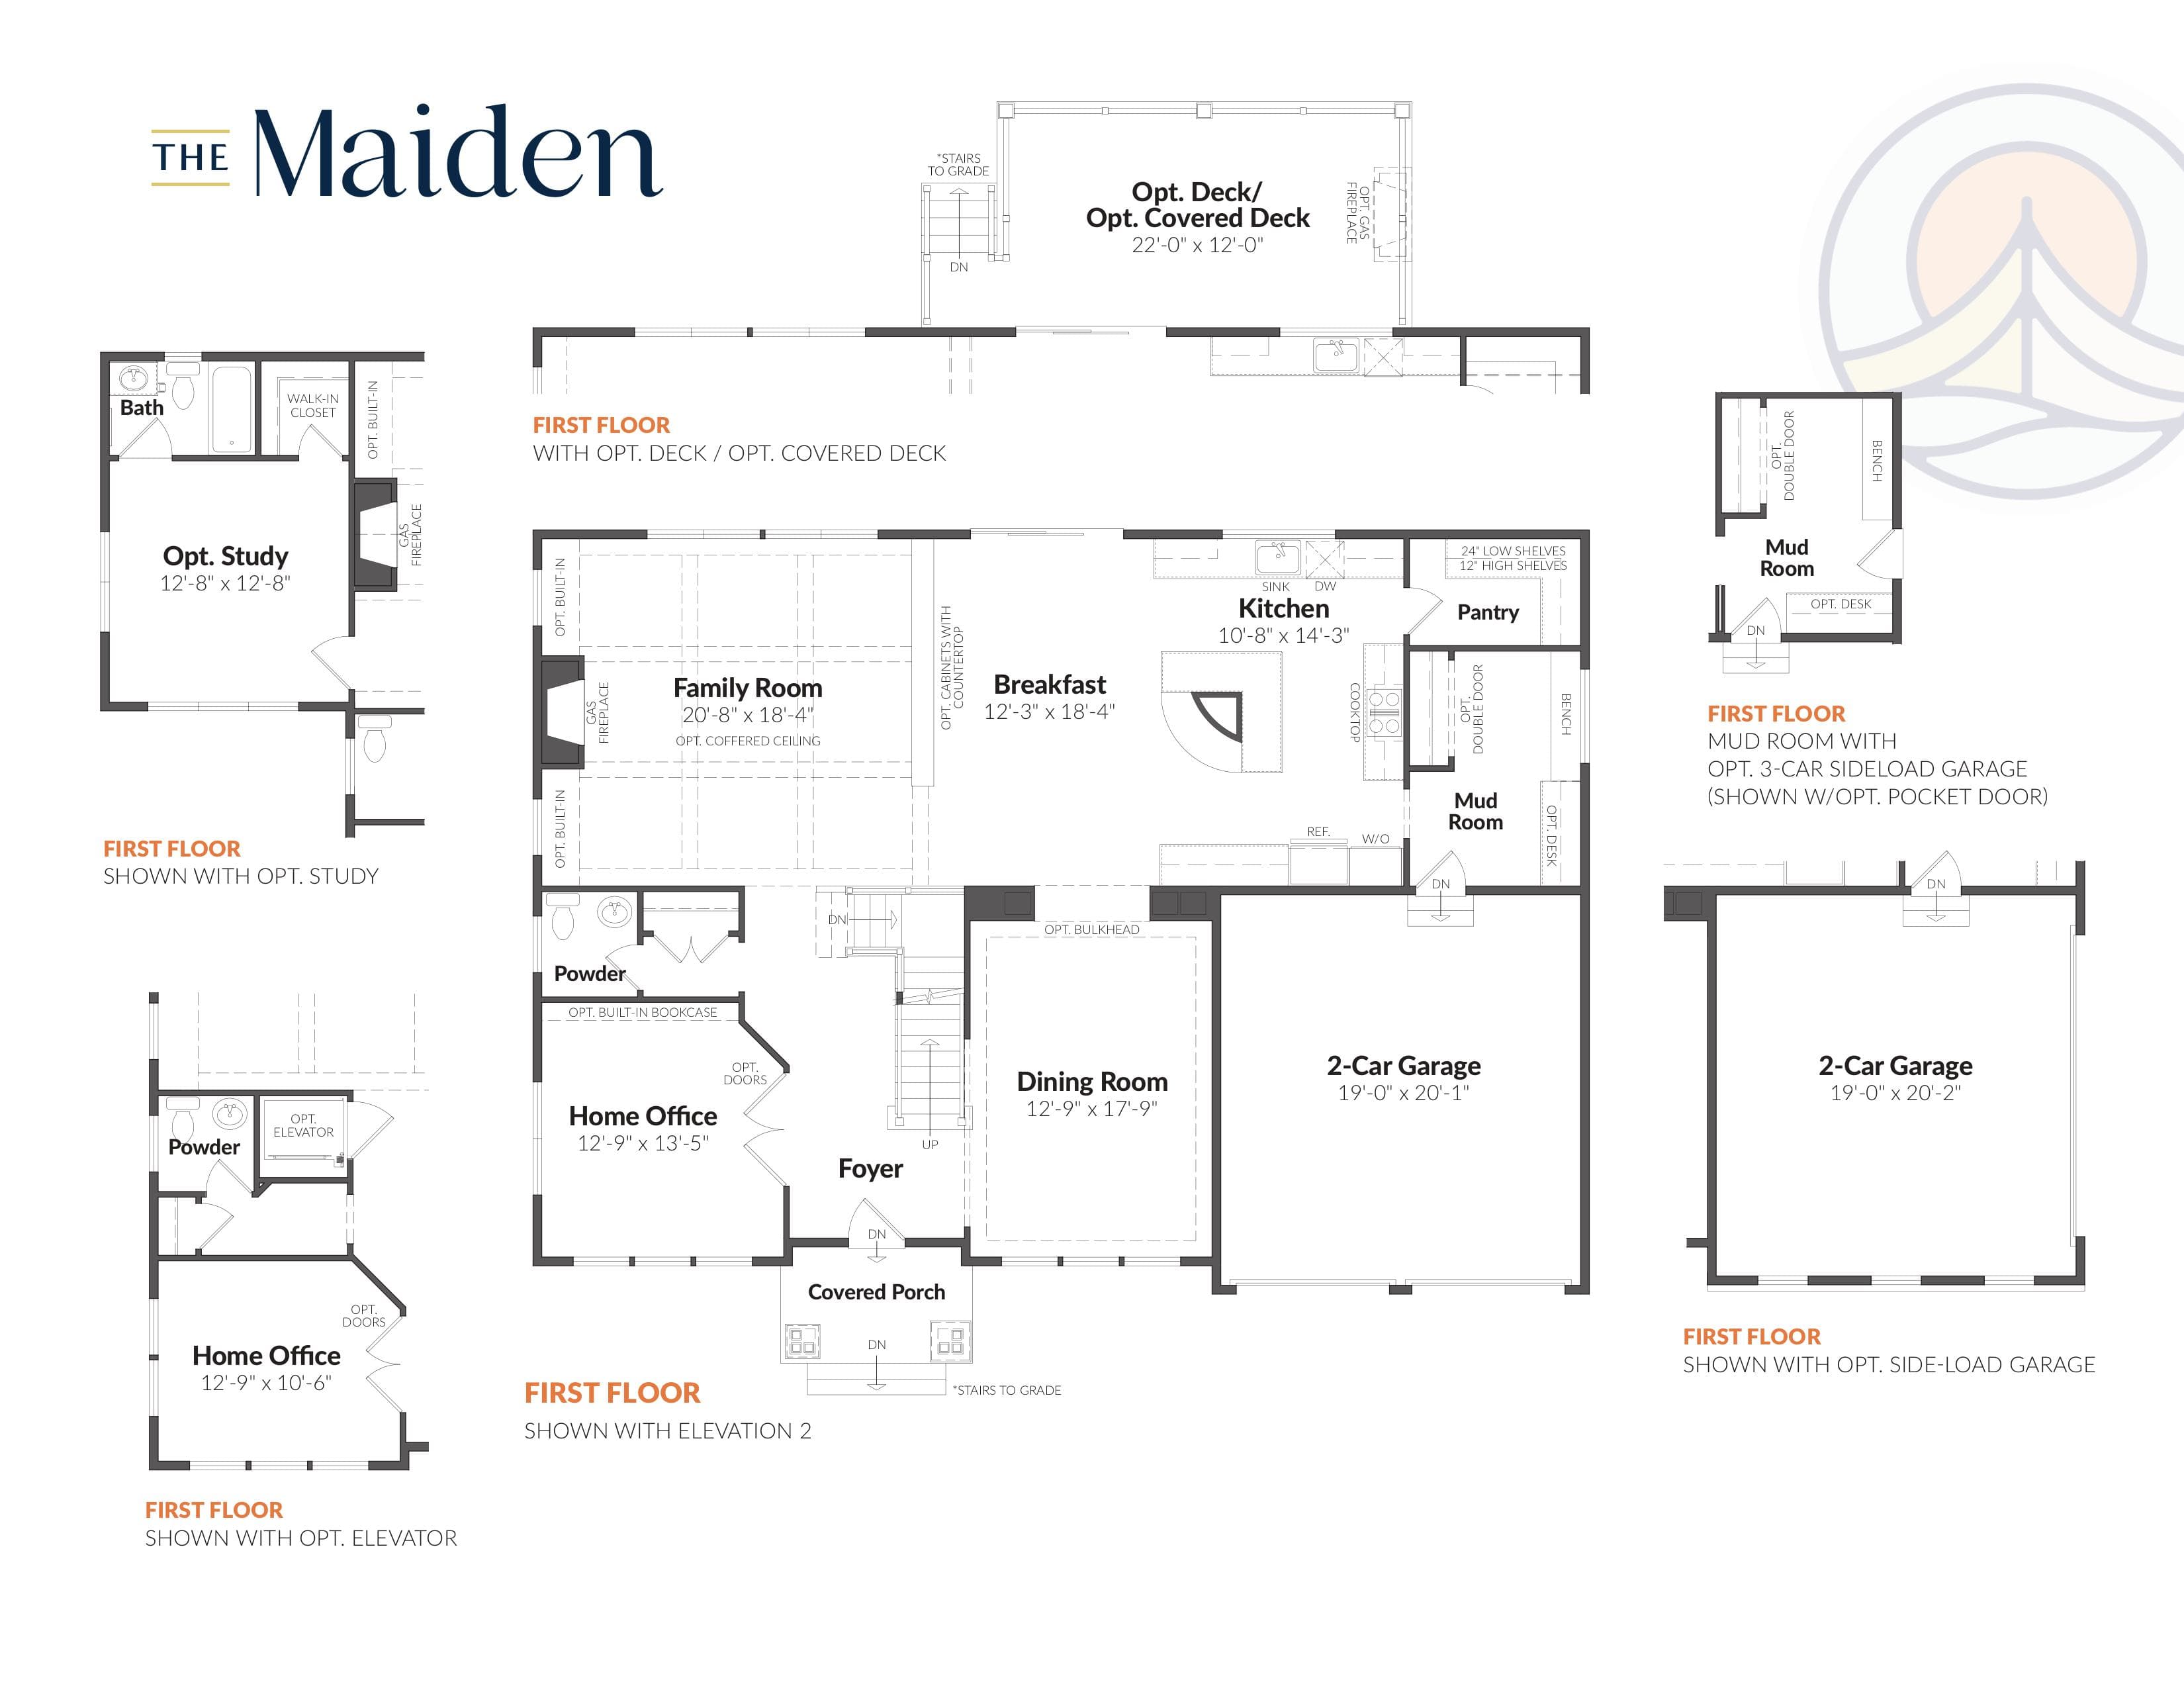 THE Maiden
*STAIRS
TO GRADE
DN
Opt. Deck/
Opt. Covered Deck
22'-0" x 12'-0"
OPT. GAS
FIREPLACE
FIRST FLOOR
WITH OPT. DECK / OPT. COVERED DECK
Bath
WALK-IN
CLOSET
OPT. BUILT-IN
GAS
FIREPLACE
Opt. Study
12'-8" x 12'-8"
FIRST FLOOR
SHOWN WITH OPT. STUDY
Powder
OPT.
ELEVATOR
OPT.
DOORS
Home Office
12'-9" x 10'-6"
FIRST FLOOR
SHOWN WITH OPT. ELEVATOR
OPT. BUILT-IN
GAS
FIREPLACE
OPT. BUILT-IN
Family Room
20'-8" x 18'-4"
OPT. COFFERED CEILING
OPT. CABINETS WITH
COUNTERTOP
Breakfast
12'-3" x 18'-4"
SINK
DW
Kitchen
10'-8" x 14'-3"
COOKTOP
REF.
W/O
24" LOW SHELVES
12" HIGH SHELVES
Pantry
OPT.
DOUBLE DOOR
BENCH
Mud
Room
OPT. DESK
DN
Powder
DN
OPT. BUILT-IN BOOKCASE
OPT.
DOORS
Home Office
12'-9" x 13'-5"
UP
Foyer
DN
OPT. BULKHEAD
Dining Room
12'-9" x 17'-9"
2-Car Garage
19'-0" x 20'-1"
Covered Porch
DN
*STAIRS TO GRADE
FIRST FLOOR
SHOWN WITH ELEVATION 2
OPT.
DOUBLE DOOR
BENCH
Mud
Room
OPT. DESK
DN
FIRST FLOOR
MUD ROOM WITH
OPT. 3-CAR SIDELOAD GARAGE
(SHOWN W/OPT. POCKET DOOR)
DN
2-Car Garage
19'-0" x 20'-2"
FIRST FLOOR
SHOWN WITH OPT. SIDE-LOAD GARAGE